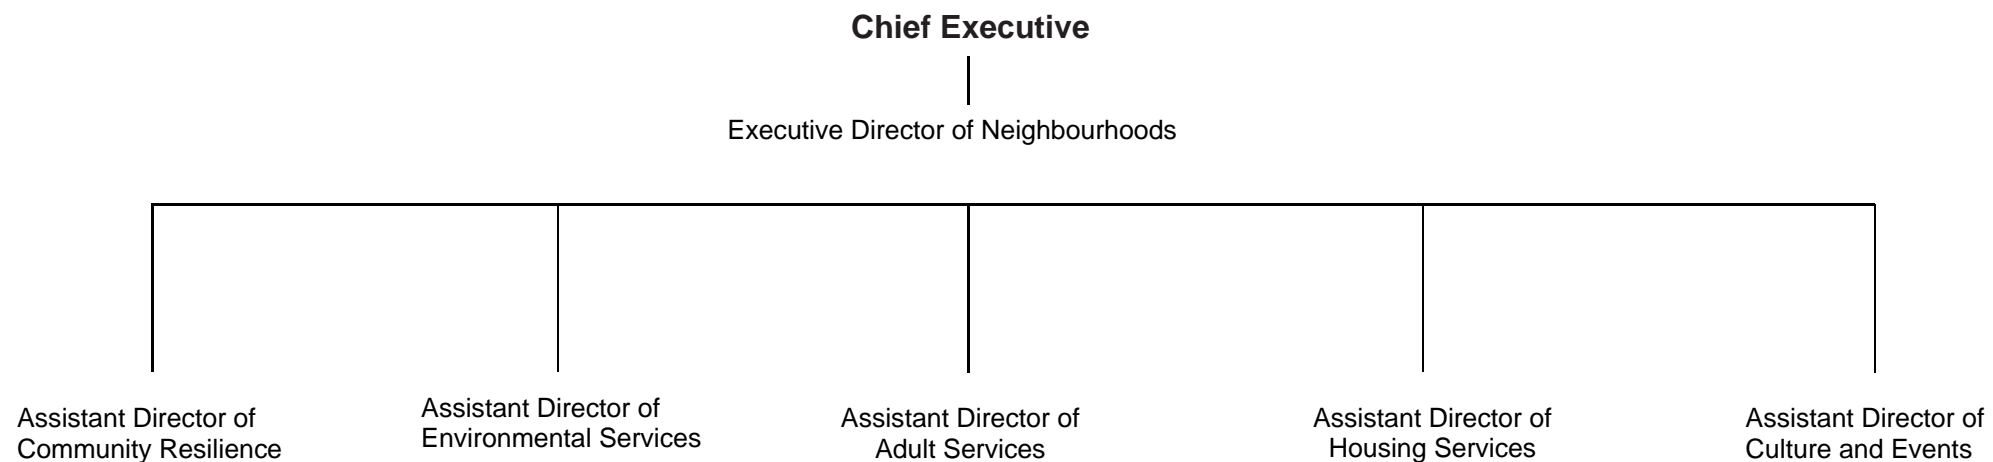 Chief Executive
Executive Director of Neighbourhoods
Assistant Director of
Community Resilience
Assistant Director of
Environmental Services
Assistant Director of
Adult Services
Assistant Director of
Housing Services
Assistant Director of
Culture and Events